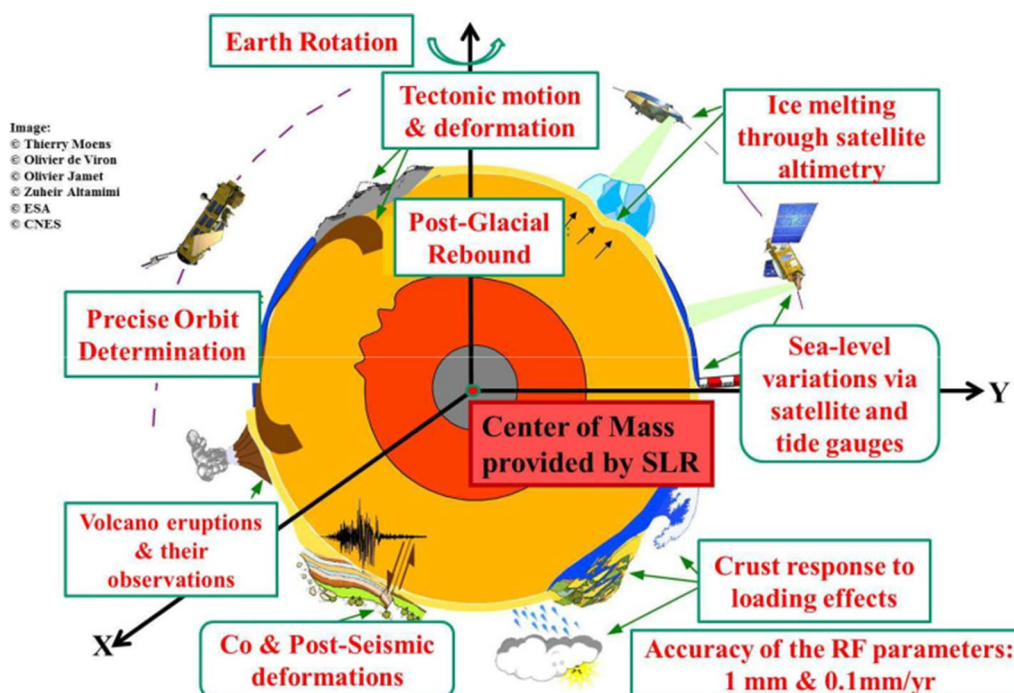 Earth Rotation
Tectonic motion
& deformation
Ice melting
through satellite
altimetry
Image:
© Thierry Moens
© Olivier de Viron
© Olivier Jamet
© Zuheir Altamimi
© ESA
© CNES
Post-Glacial
Rebound
Precise Orbit
Determination
Sea-level
variations via
satellite and
tide gauges
Y
Center of Mass
provided by SLR
Volcano eruptions
& their
observations
Crust response to
loading effects
X
Co & Post-Seismic
deformations
Accuracy of the RF parameters:
1 mm & 0.1mm/yr